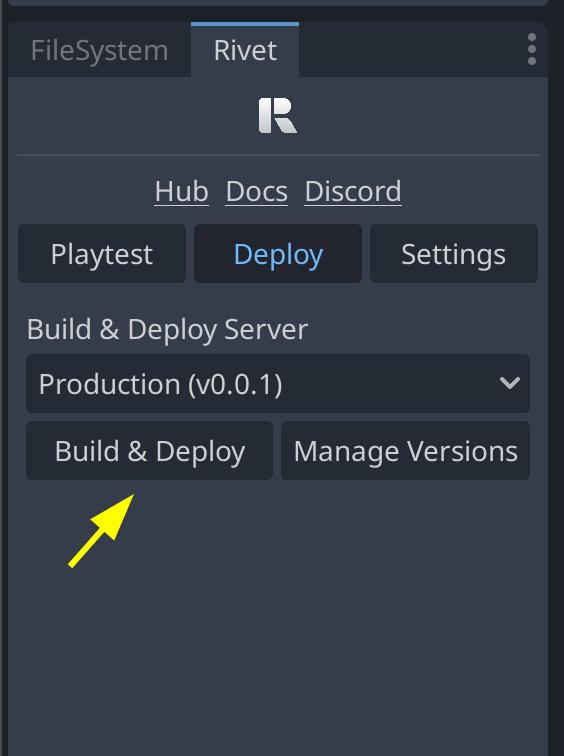 FileSystem Rivet
Hub Docs Discord
Playtest Deploy Settings
Build & Deploy Server
Production (v0.0.1)
Build & Deploy Manage Versions